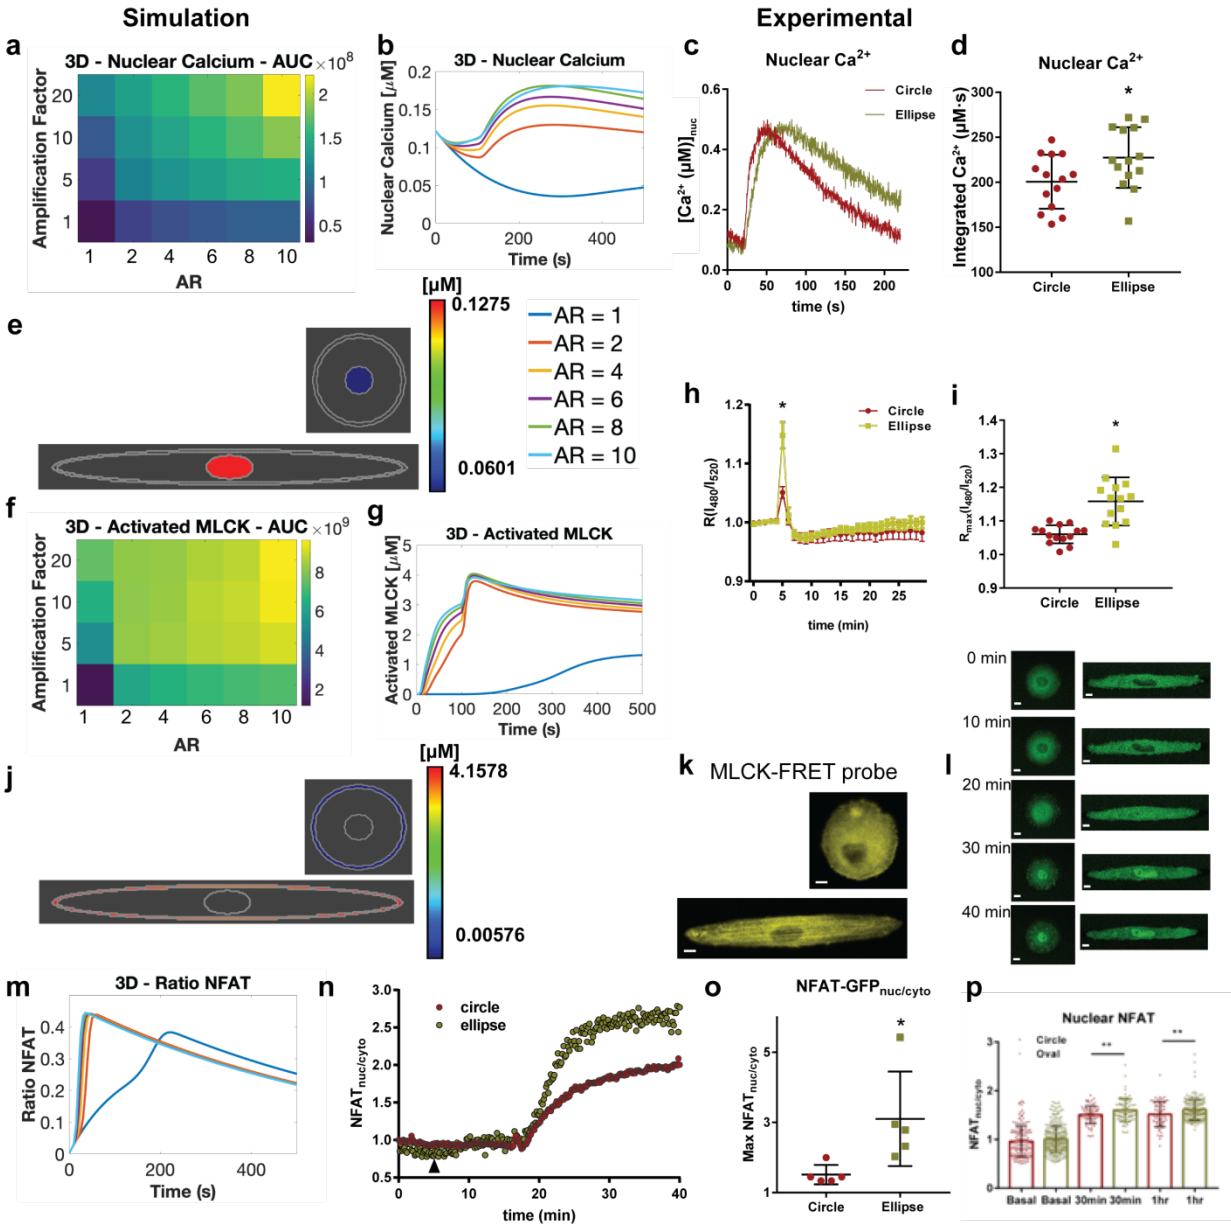 Simulation
Experimental
a
3D - Nuclear Calcium - AUC
×10⁸
Amplification Factor
20
10
5
1
1 2 4 6 8 10
AR
2
1.5
1
0.5
b
3D - Nuclear Calcium
Nuclear Calcium [µM]
0.2
0.15
0.1
0.05
0
0 200 400
Time (s)
c
Nuclear Ca²⁺
Circle
Ellipse
[Ca²⁺ (µM)]nuc
0.6
0.4
0.2
0.0
0 50 100 150 200
time (s)
d
Nuclear Ca²⁺
*
Integrated Ca²⁺ (µM·s)
300
250
200
150
100
Circle Ellipse
e
[µM]
0.1275
0.0601
AR = 1
AR = 2
AR = 4
AR = 6
AR = 8
AR = 10
h
*
Circle
Ellipse
R(I480/I520)
1.2
1.1
1.0
0.9
0 5 10 15 20 25
time (min)
i
*
Rmax(I480/I520)
1.4
1.3
1.2
1.1
1.0
0.9
Circle Ellipse
f
3D - Activated MLCK - AUC
×10⁹
Amplification Factor
20
10
5
1
1 2 4 6 8 10
AR
8
6
4
2
g
3D - Activated MLCK
Activated MLCK [µM]
5
4
3
2
1
0
0 100 200 300 400 500
Time (s)
j
[µM]
4.1578
0.00576
k
MLCK-FRET probe
l
0 min
10 min
20 min
30 min
40 min
m
3D - Ratio NFAT
Ratio NFAT
0.4
0.3
0.2
0.1
0
0 200 400
Time (s)
n
circle
ellipse
NFATnuc/cyto
3.0
2.5
2.0
1.5
1.0
0.5
0 10 20 30 40
time (min)
o
NFAT-GFPnuc/cyto
*
Max NFATnuc/cyto
5
3
1
Circle Ellipse
p
Nuclear NFAT
Circle
Oval
** **
NFATnuc/cyto
3
2
1
0
Basal Basal 30min 30min 1hr 1hr